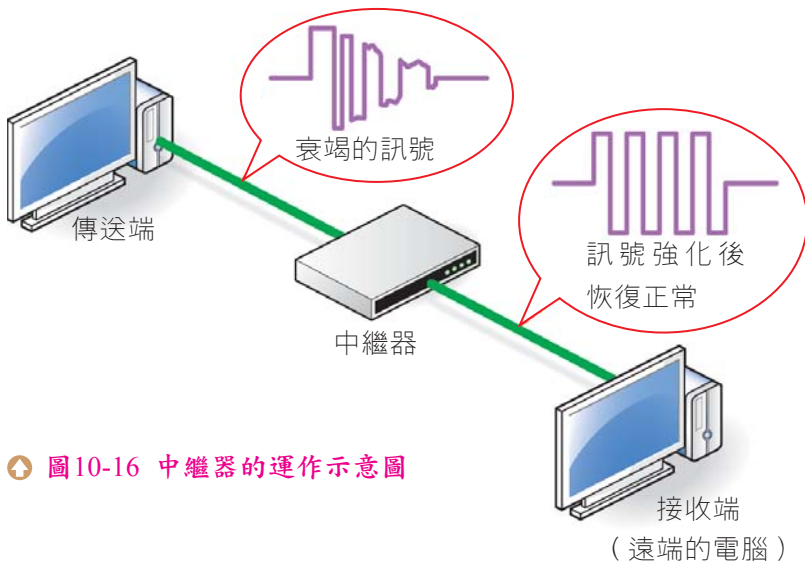 衰竭的訊號
傳送端
訊號強化後
恢復正常
中繼器
圖10-16 中繼器的運作示意圖
接收端
（遠端的電腦）